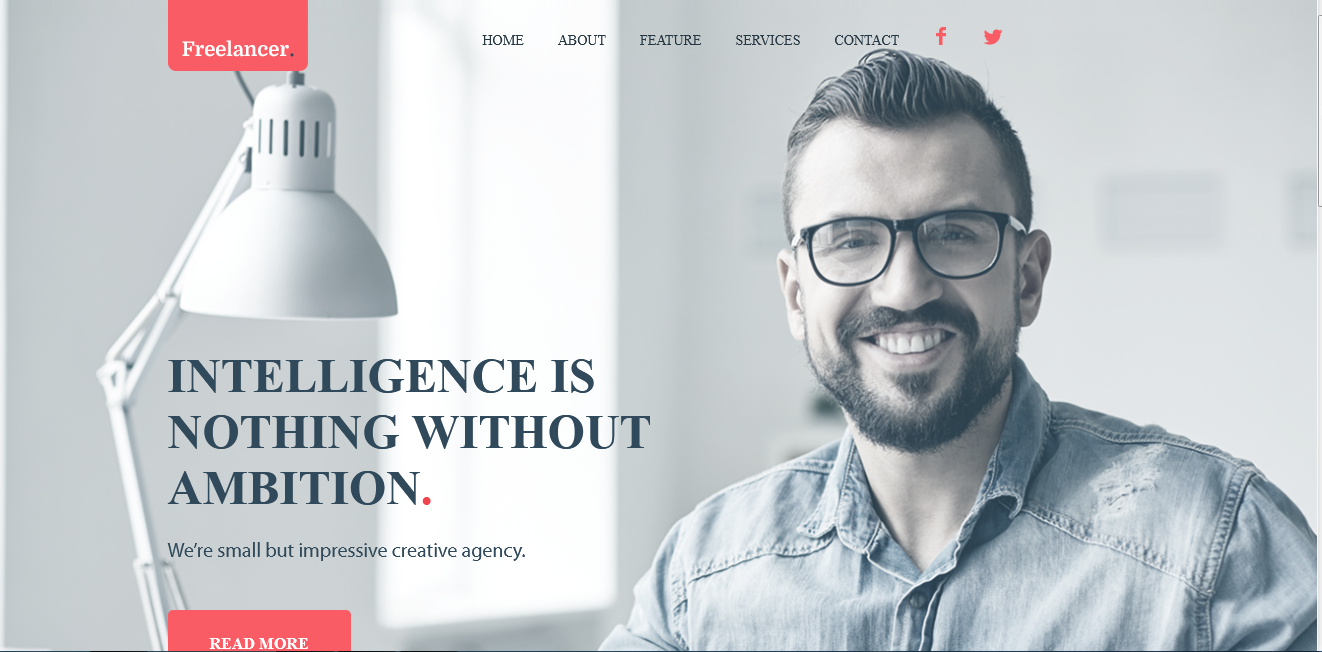 Freelancer.
HOME ABOUT FEATURE SERVICES CONTACT
INTELLIGENCE IS
NOTHING WITHOUT
AMBITION.
We’re small but impressive creative agency.
READ MORE